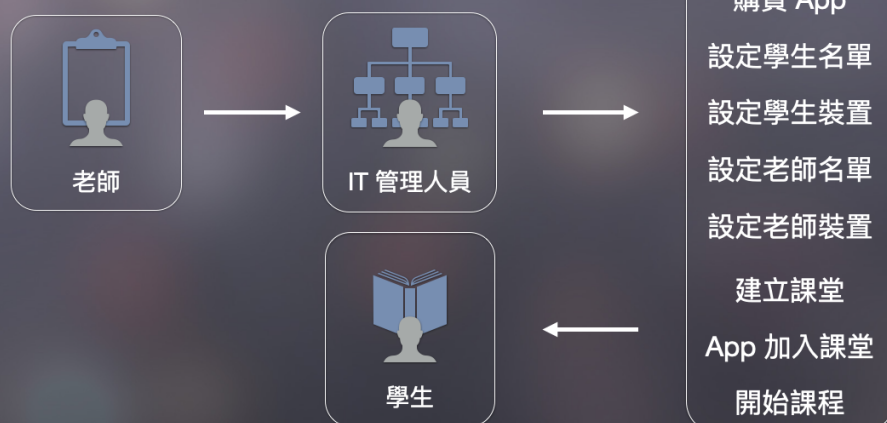 老師
IT 管理人員
學生
購買 App
設定學生名單
設定學生裝置
設定老師名單
設定老師裝置
建立課堂
App 加入課堂
開始課程